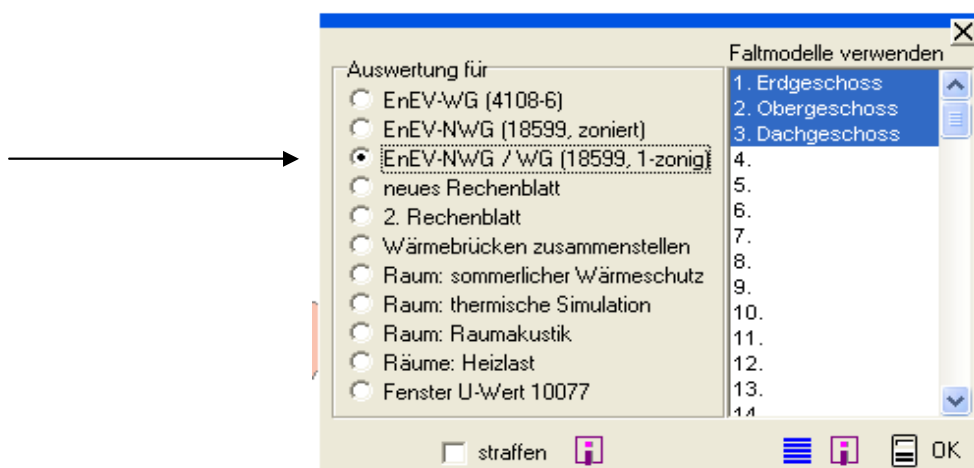 Auswertung für
EnEV-WG (4108-6)
EnEV-NWG (18599, zoniert)
EnEV-NWG / WG (18599, 1-zonig)
neues Rechenblatt
2. Rechenblatt
Wärmebrücken zusammenstellen
Raum: sommerlicher Wärmeschutz
Raum: thermische Simulation
Raum: Raumakustik
Räume: Heizlast
Fenster U-Wert 10077
straffen
Faltmodelle verwenden
1. Erdgeschoss
2. Obergeschoss
3. Dachgeschoss
4.
5.
6.
7.
8.
9.
10.
11.
12.
13.
14.
OK